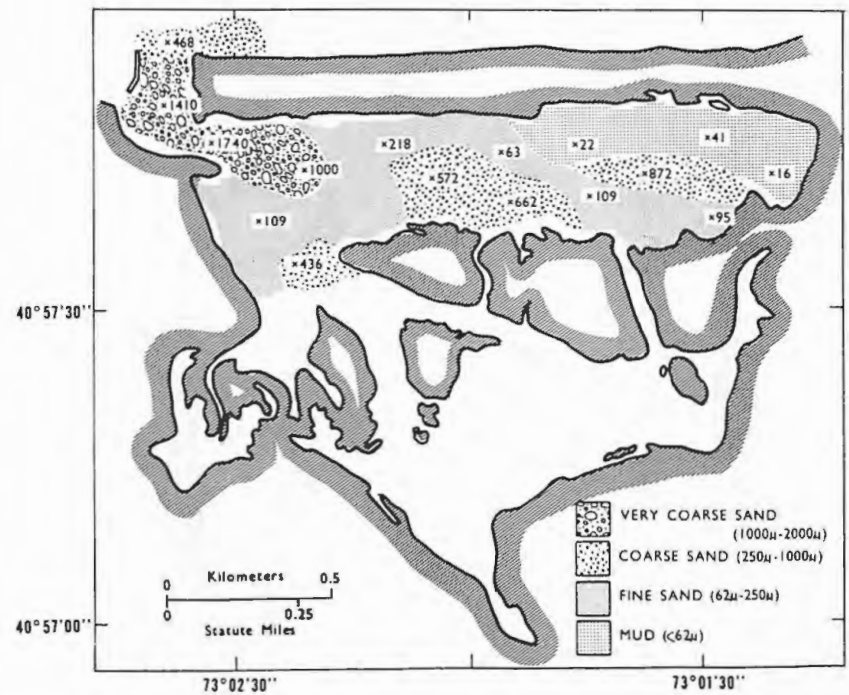 ×468
×1410
×1740
×1000
×218
×63
×22
×41
×16
×572
×872
×662
×109
×95
×109
×436
40°57'30''
VERY COARSE SAND
(1000μ-2000μ)
COARSE SAND (250μ-1000μ)
FINE SAND (62μ-250μ)
MUD (<62μ)
0 Kilometers 0.5
0 0.25
Statute Miles
40°57'00''
73°02'30'' 73°01'30''